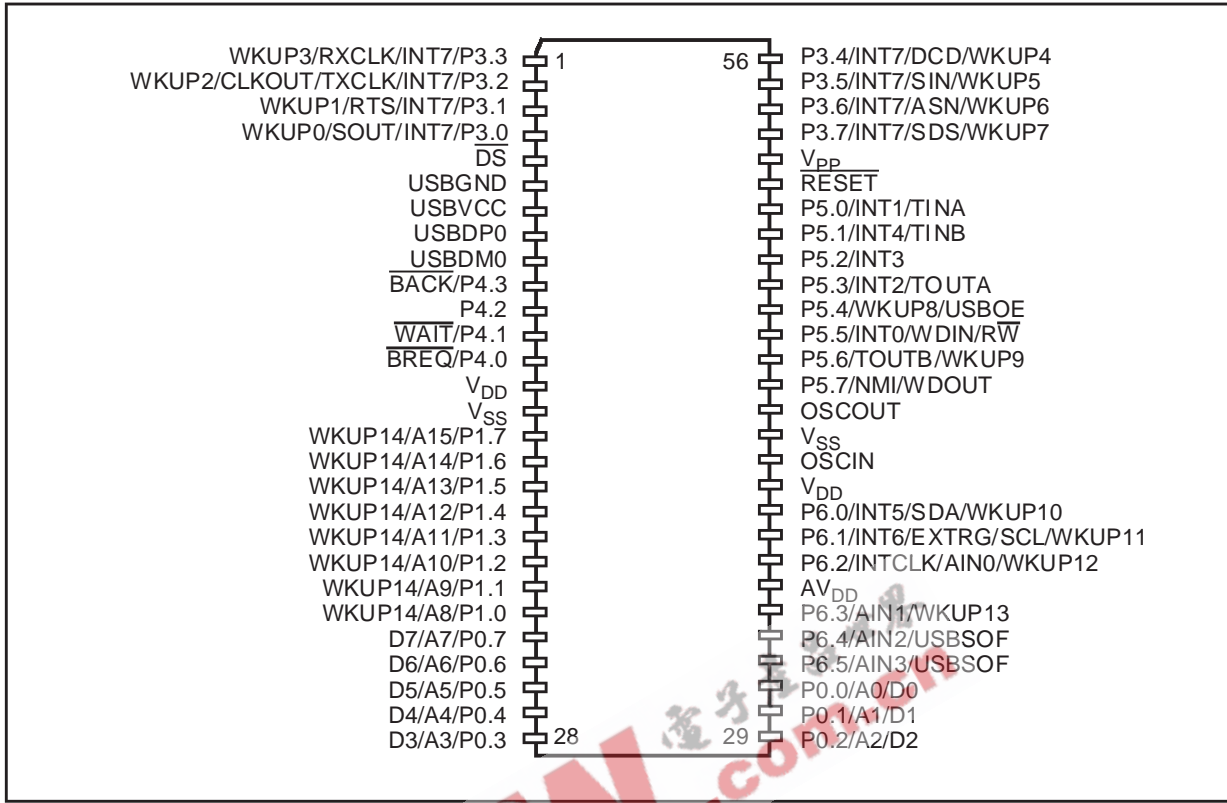 WKUP3/RXCLK/INT7/P3.3
WKUP2/CLKOUT/TXCLK/INT7/P3.2
WKUP1/RTS/INT7/P3.1
WKUP0/SOUT/INT7/P3.0
DS
USBGND
USBVCC
USBDP0
USBDM0
BACK/P4.3
P4.2
WAIT/P4.1
BREQ/P4.0
VDD
VSS
WKUP14/A15/P1.7
WKUP14/A14/P1.6
WKUP14/A13/P1.5
WKUP14/A12/P1.4
WKUP14/A11/P1.3
WKUP14/A10/P1.2
WKUP14/A9/P1.1
WKUP14/A8/P1.0
D7/A7/P0.7
D6/A6/P0.6
D5/A5/P0.5
D4/A4/P0.4
D3/A3/P0.3
1
28
56
29
P3.4/INT7/DCD/WKUP4
P3.5/INT7/SIN/WKUP5
P3.6/INT7/ASN/WKUP6
P3.7/INT7/SDS/WKUP7
VPP
RESET
P5.0/INT1/TINA
P5.1/INT4/TINB
P5.2/INT3
P5.3/INT2/TOUTA
P5.4/WKUP8/USBOE
P5.5/INT0/WDIN/RW
P5.6/TOUTB/WKUP9
P5.7/NMI/WDOUT
OSCOUT
VSS
OSCIN
VDD
P6.0/INT5/SDA/WKUP10
P6.1/INT6/EXTRG/SCL/WKUP11
P6.2/INTCLK/AIN0/WKUP12
AVDD
P6.3/AIN1/WKUP13
P6.4/AIN2/USBSOF
P6.5/AIN3/USBSOF
P0.0/A0/D0
P0.1/A1/D1
P0.2/A2/D2
電子產品世界
.com.cn